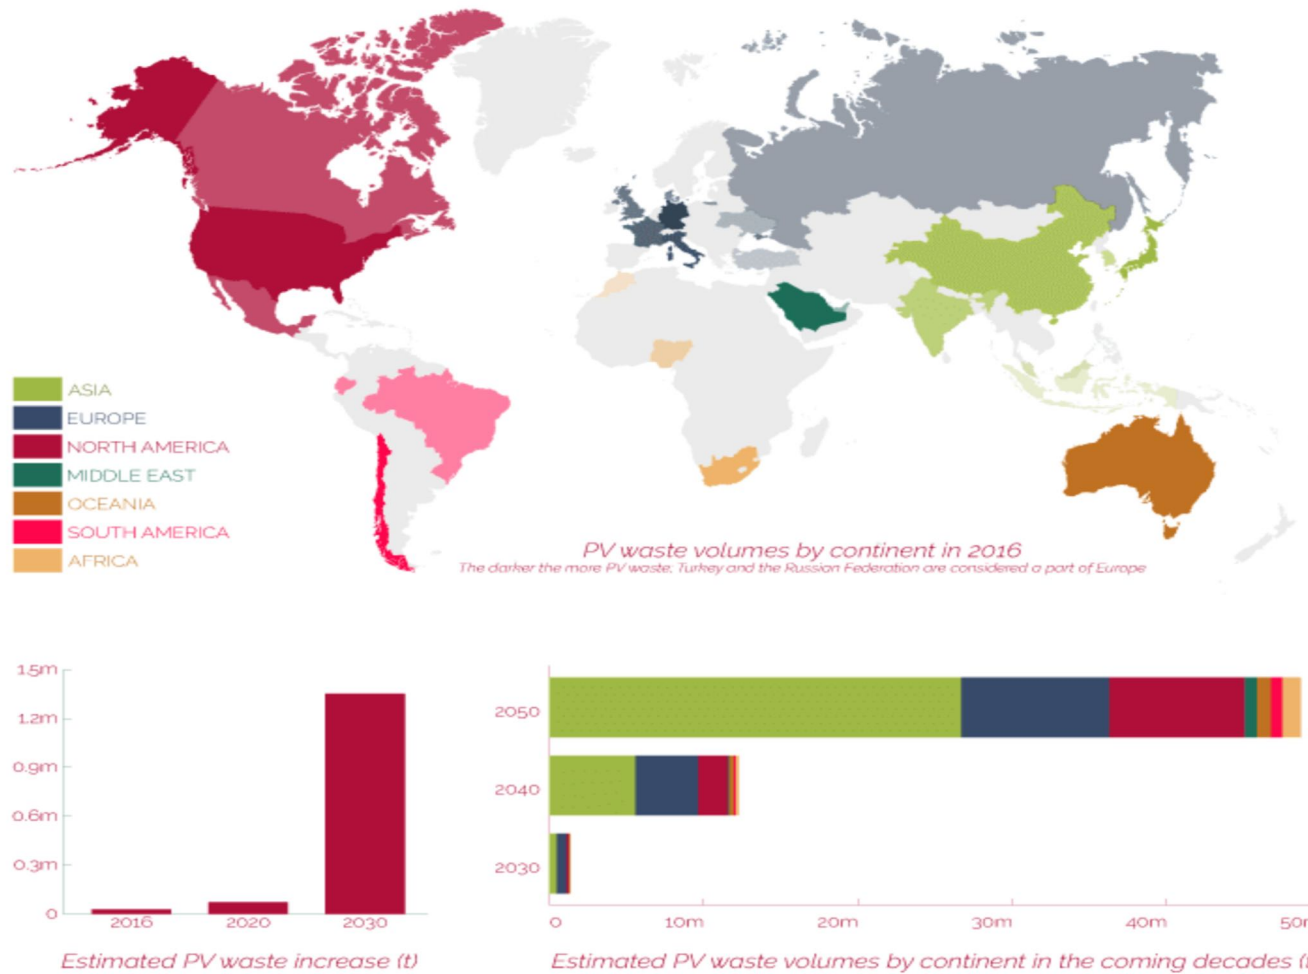 ASIA
EUROPE
NORTH AMERICA
MIDDLE EAST
OCEANIA
SOUTH AMERICA
AFRICA
PV waste volumes by continent in 2016
The darker the more PV waste; Turkey and the Russian Federation are considered a part of Europe
1.5m
1.2m
0.9m
0.6m
0.3m
0
2016 2020 2030
Estimated PV waste increase (t)
2050
2040
2030
0 10m 20m 30m 40m 50m
Estimated PV waste volumes by continent in the coming decades